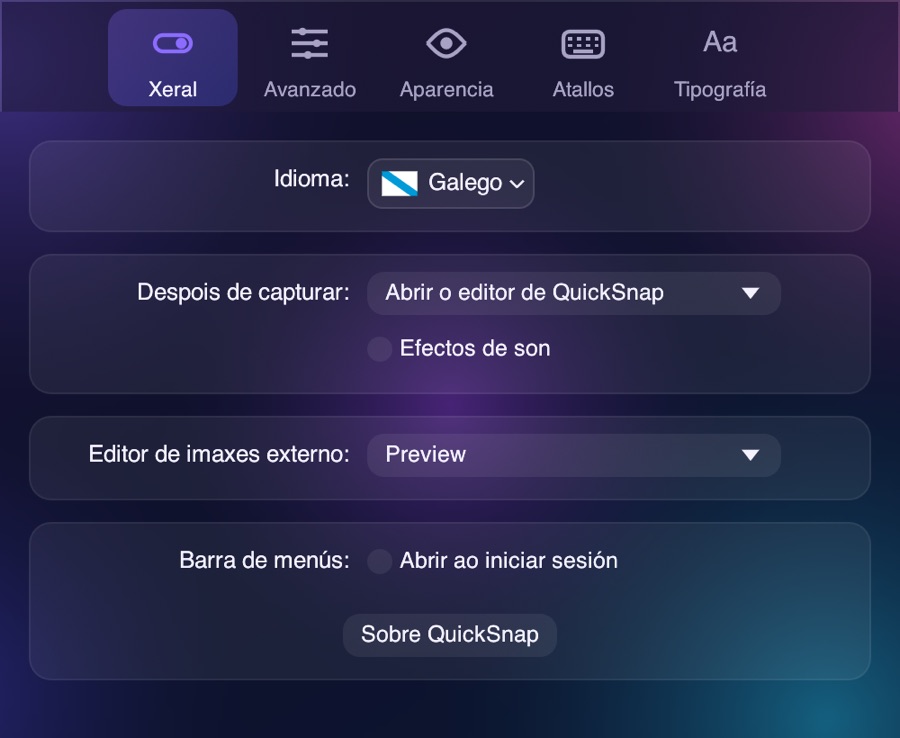 Xeral
Avanzado
Aparencia
Atallos
Aa
Tipografía
Idioma:
Galego
Despois de capturar:
Abrir o editor de QuickSnap
Efectos de son
Editor de imaxes externo:
Preview
Barra de menús:
Abrir ao iniciar sesión
Sobre QuickSnap